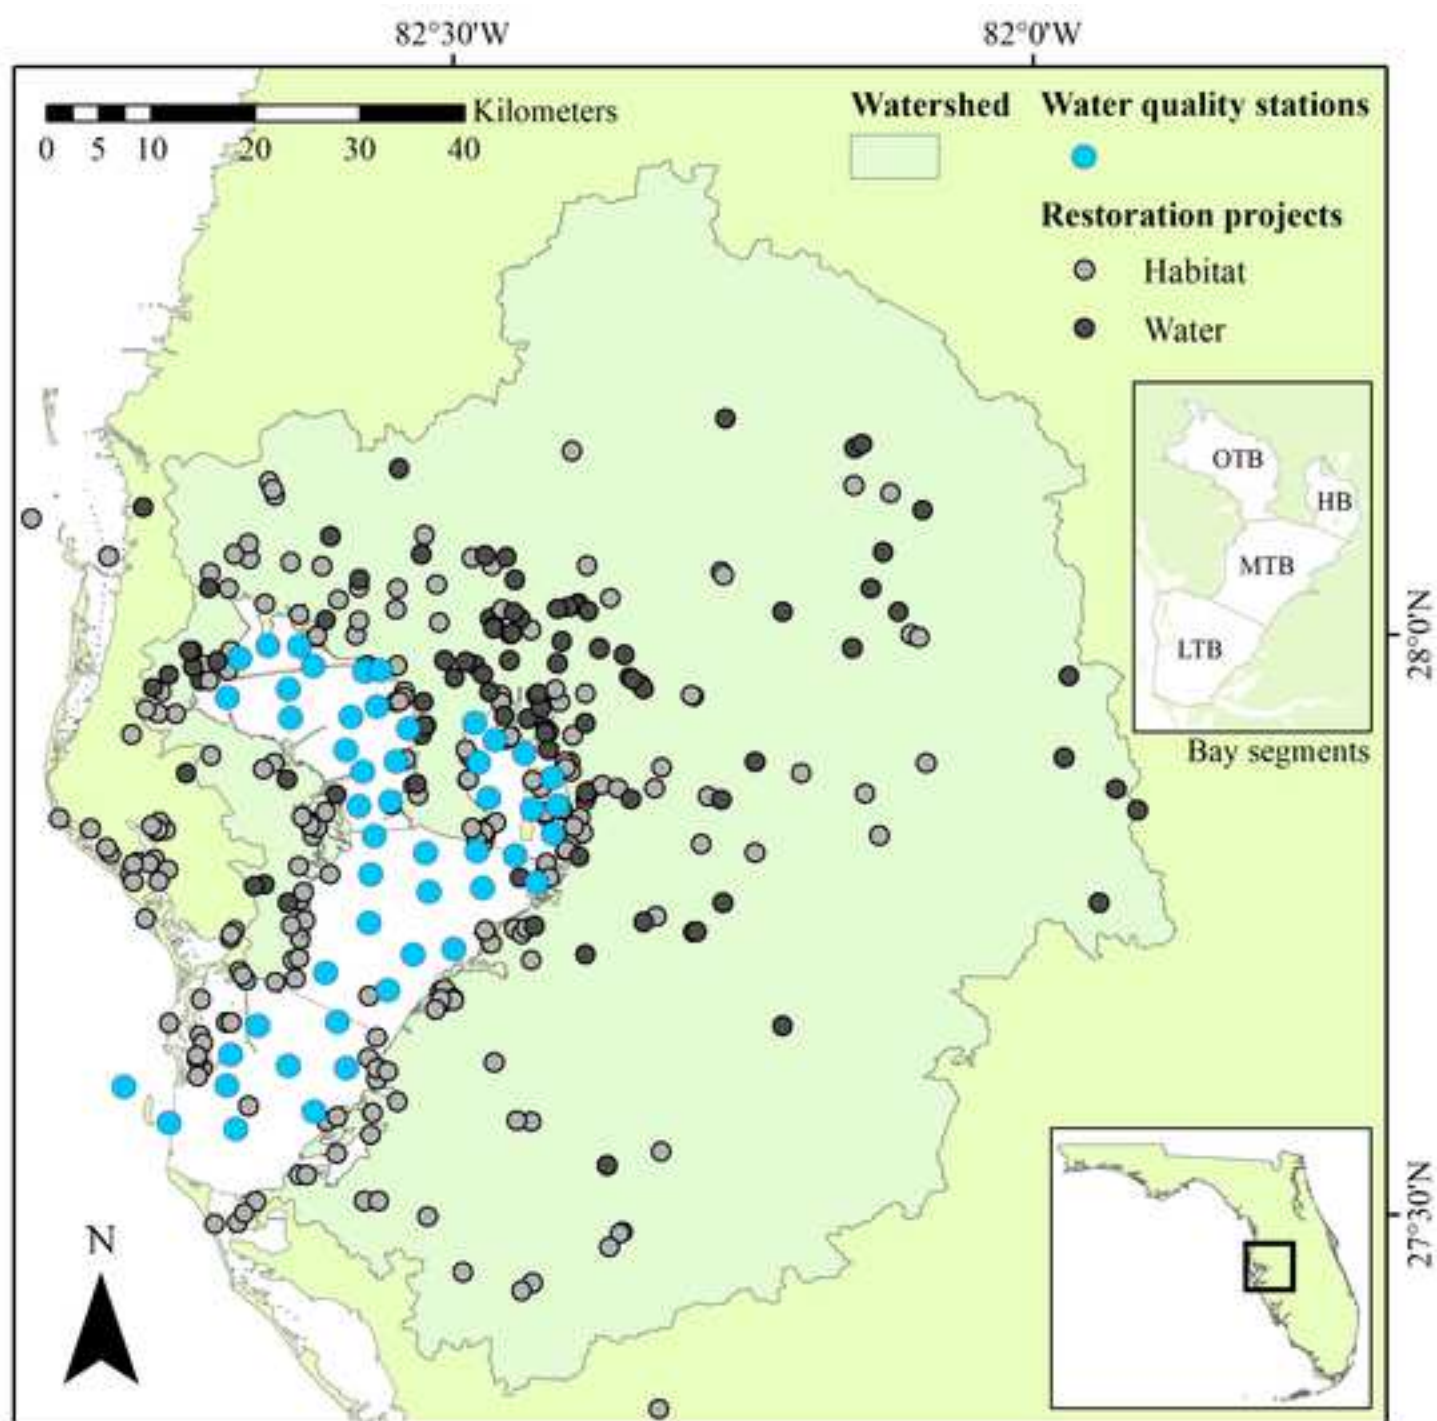 82°30'W 82°0'W
Kilometers
0 5 10 20 30 40
Watershed Water quality stations
Restoration projects
Habitat
Water
OTB
HB
MTB
LTB
Bay segments
28°0'N
27°30'N
N